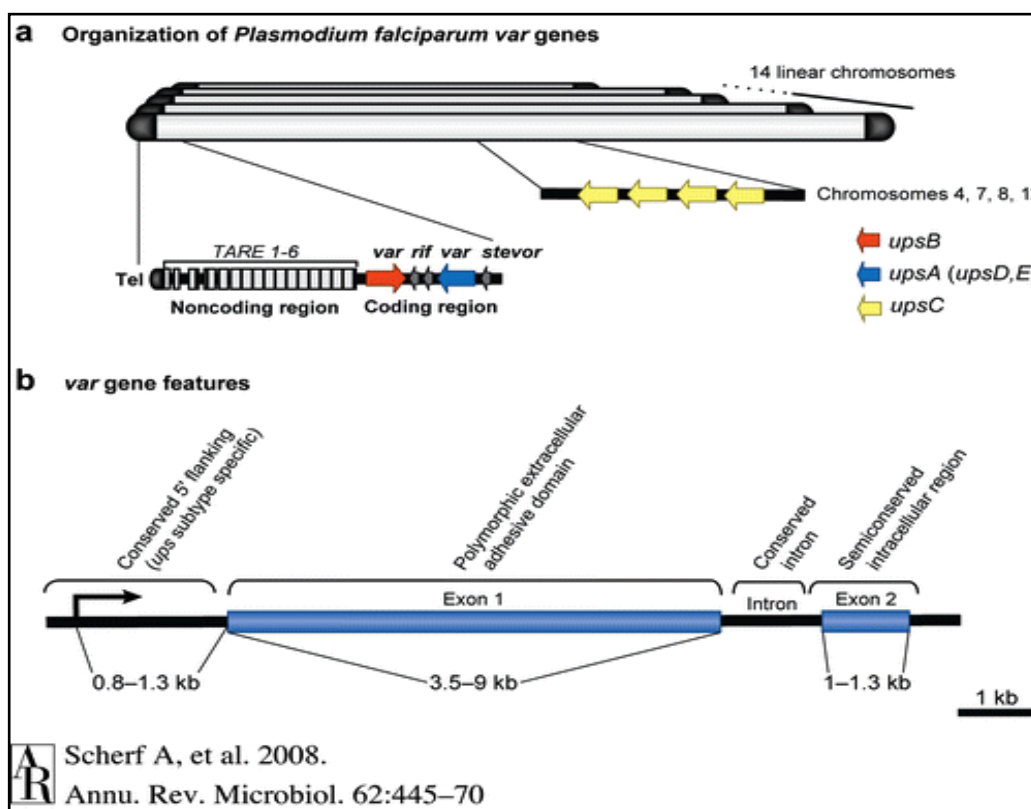 a Organization of Plasmodium falciparum var genes
14 linear chromosomes
Chromosomes 4, 7, 8, 1
TARE 1-6
var rif var stevor
Tel
Noncoding region Coding region
upsB
upsA (upsD,E
upsC
b var gene features
Conserved 5' flanking
(ups subtype specific)
Polymorphic extracellular
adhesive domain
Conserved
intron
Semiconserved
intracellular region
Exon 1
Intron
Exon 2
0.8–1.3 kb
3.5–9 kb
1–1.3 kb
1 kb
AR
Scherf A, et al. 2008.
Annu. Rev. Microbiol. 62:445–70